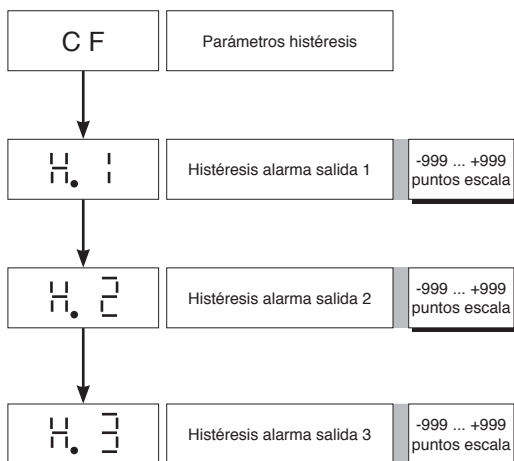 C F
Parámetros histéresis
H. 1
Histéresis alarma salida 1
-999 ... +999
puntos escala
H. 2
Histéresis alarma salida 2
-999 ... +999
puntos escala
H. 3
Histéresis alarma salida 3
-999 ... +999
puntos escala